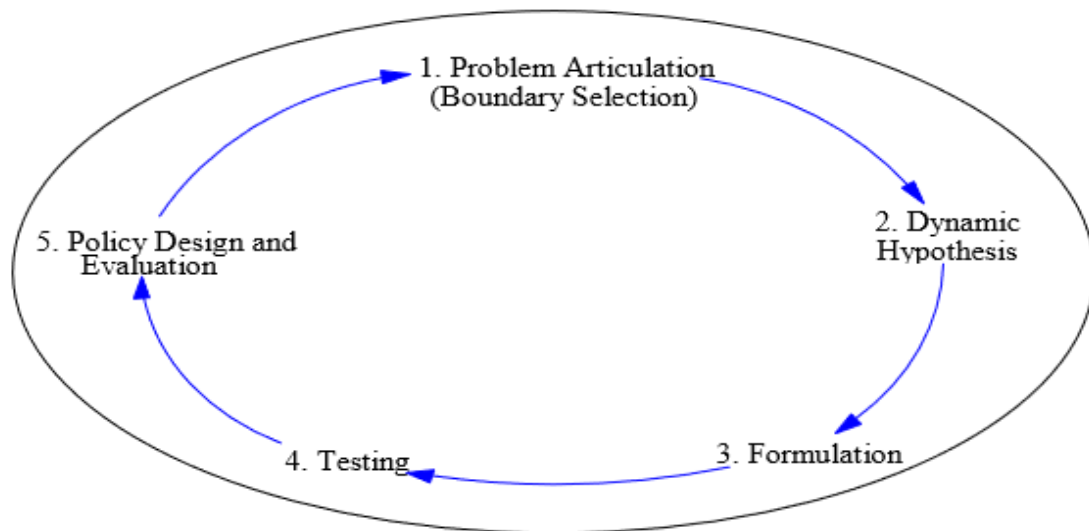 1. Problem Articulation
(Boundary Selection)
2. Dynamic
Hypothesis
3. Formulation
4. Testing
5. Policy Design and
Evaluation